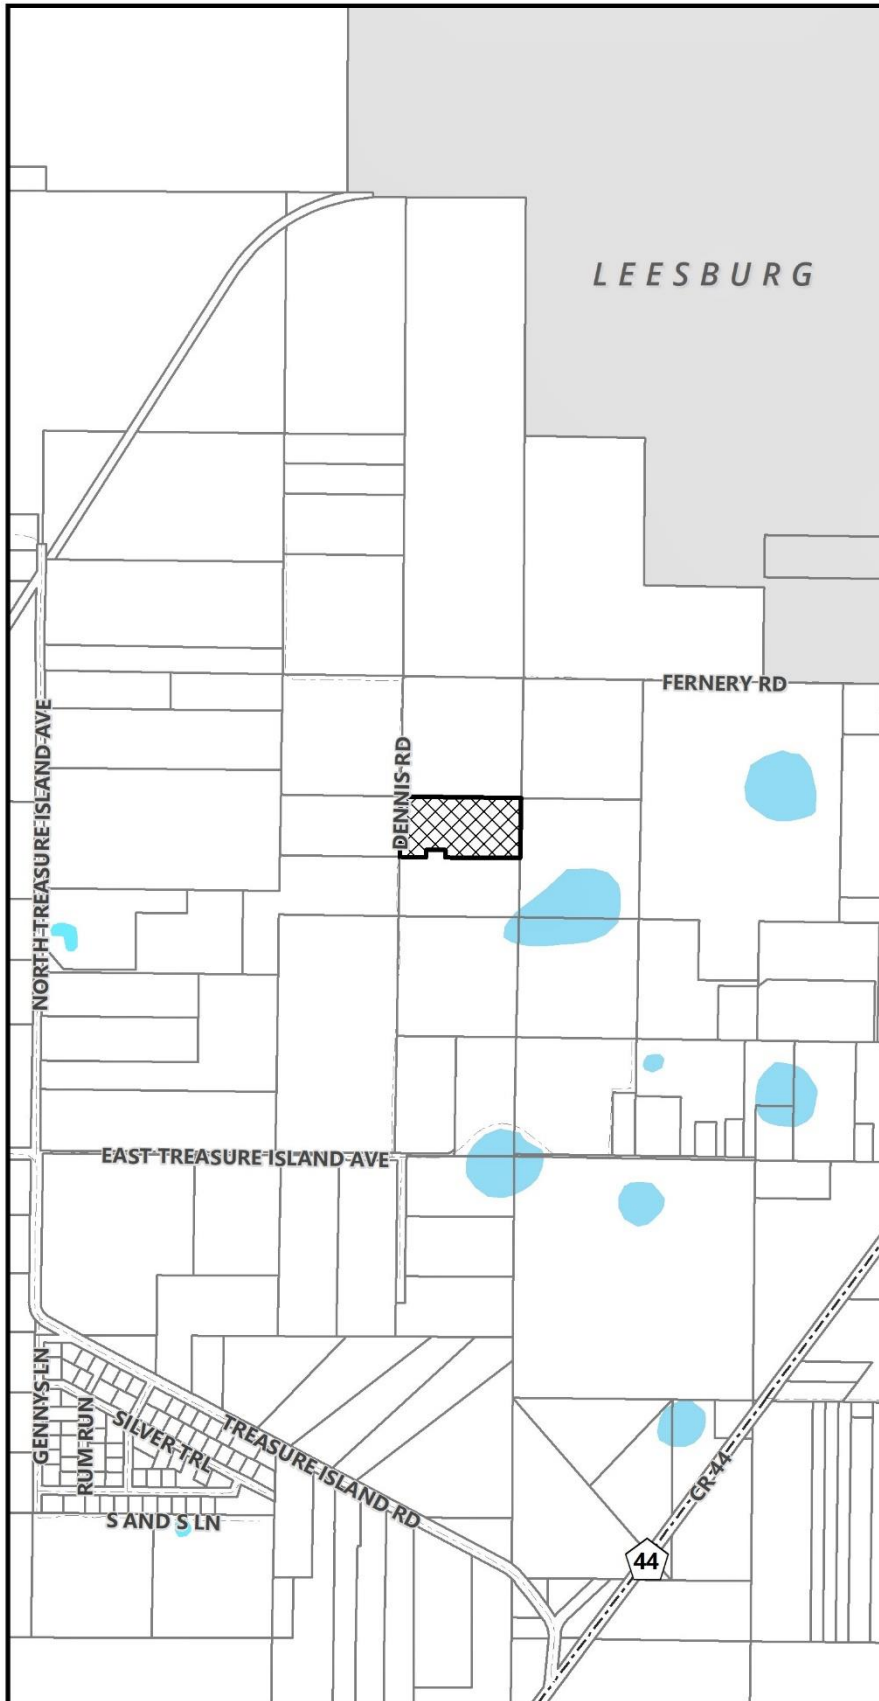 LEESBURG
FERNERY RD
DENNIS RD
NORTH TREASURE ISLAND AVE
EAST TREASURE ISLAND AVE
GENNYS LN
RUM RUN
SILVER TRL
TREASURE ISLAND RD
S AND S LN
CR 44
44